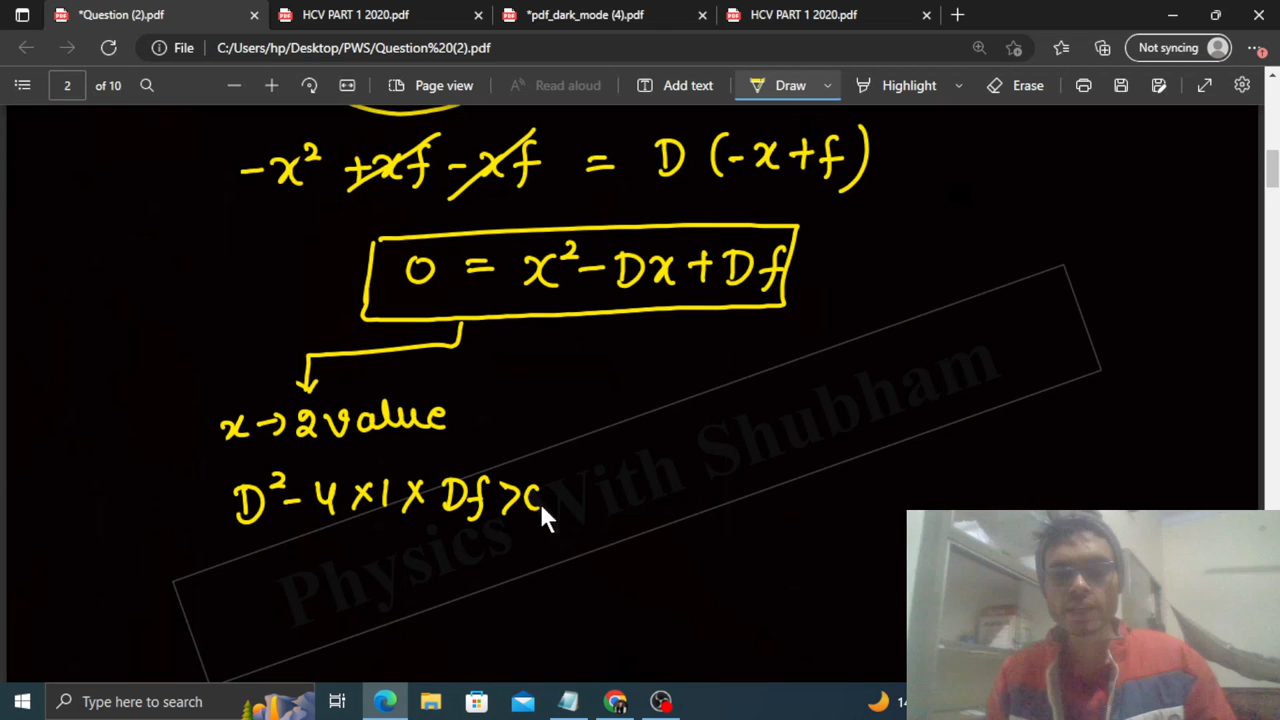 *Question (2).pdf
HCV PART 1 2020.pdf
*pdf_dark_mode (4).pdf
HCV PART 1 2020.pdf
File
C:/Users/hp/Desktop/PWS/Question%20(2).pdf
Not syncing
2 of 10
Page view
Read aloud
Add text
Draw
Highlight
Erase
-x² +xf - xf = D (-x+f)
0 = x² - Dx + Df
x → 2 value
D² - 4 × 1 × Df >
Physics With Shubham
Type here to search